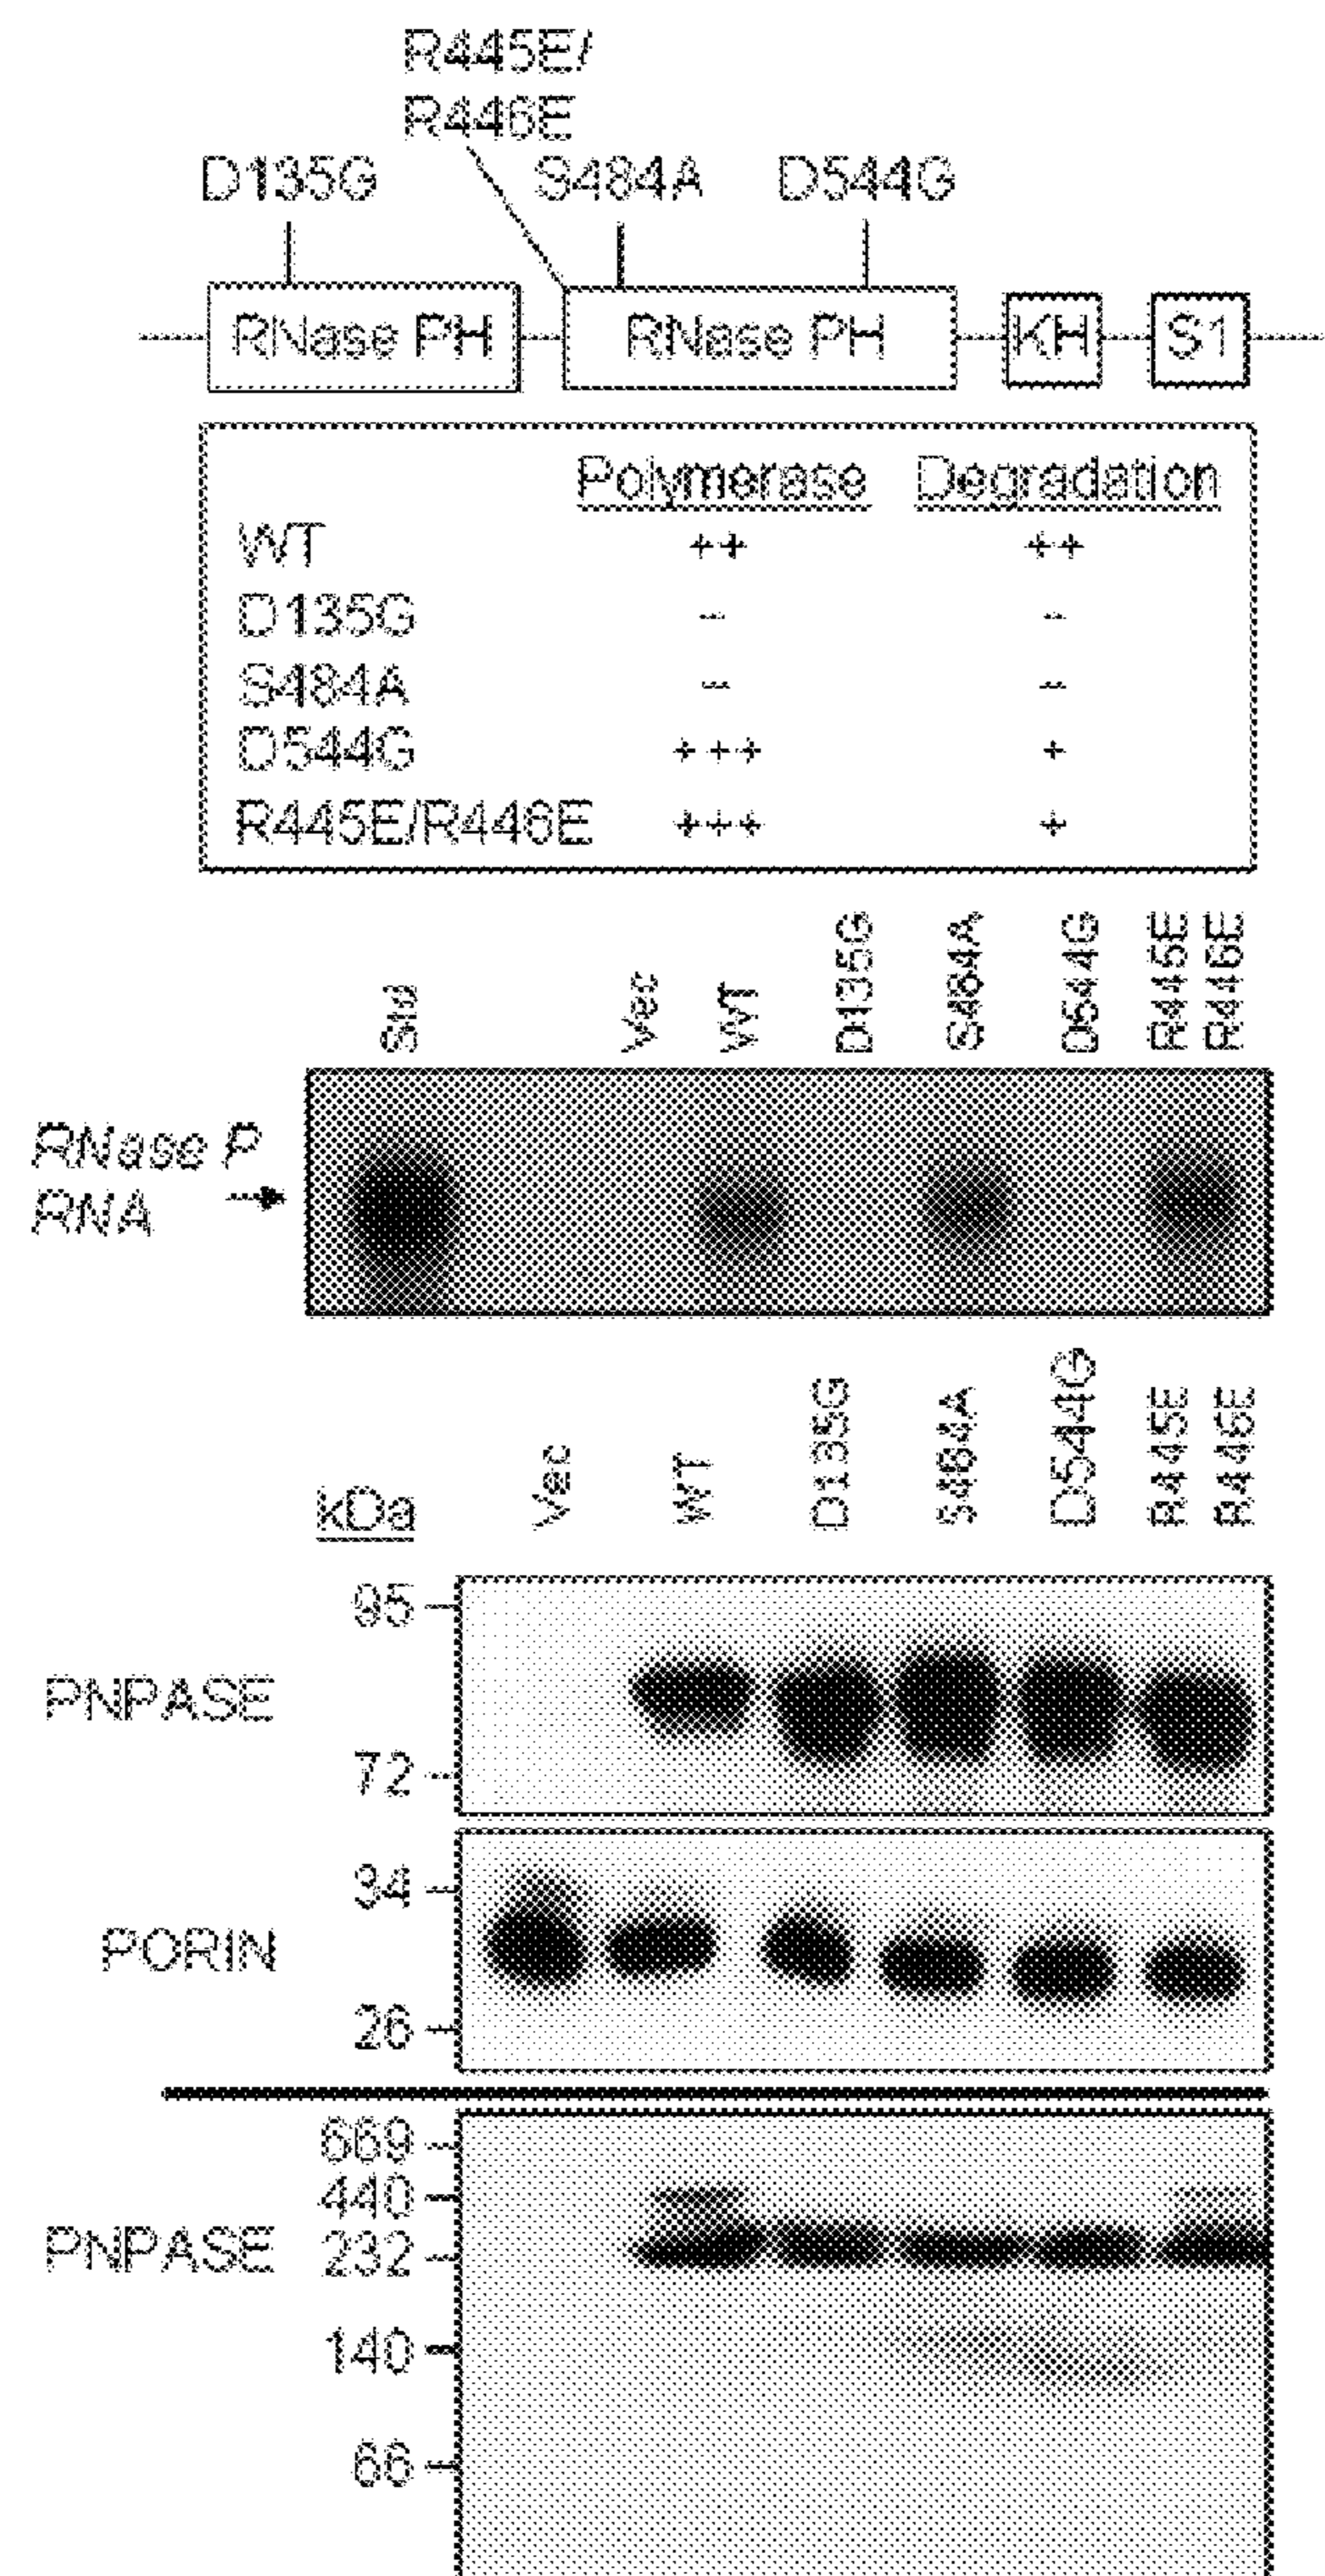 R445E/
R446E
D135G S484A D544G
RNase PH RNase PH KH S1
Polymerase Degradation
WT ++ ++
D135G - -
S484A - -
D544G +++ +
R445E/R446E +++ +
Std Vec WT D135G S484A D544G R445E R446E
RNase P
RNA
kDa Vec WT D135G S484A D544G R445E R446E
95
PNPASE
72
34
PORIN
26
669
440
PNPASE 232
140
66